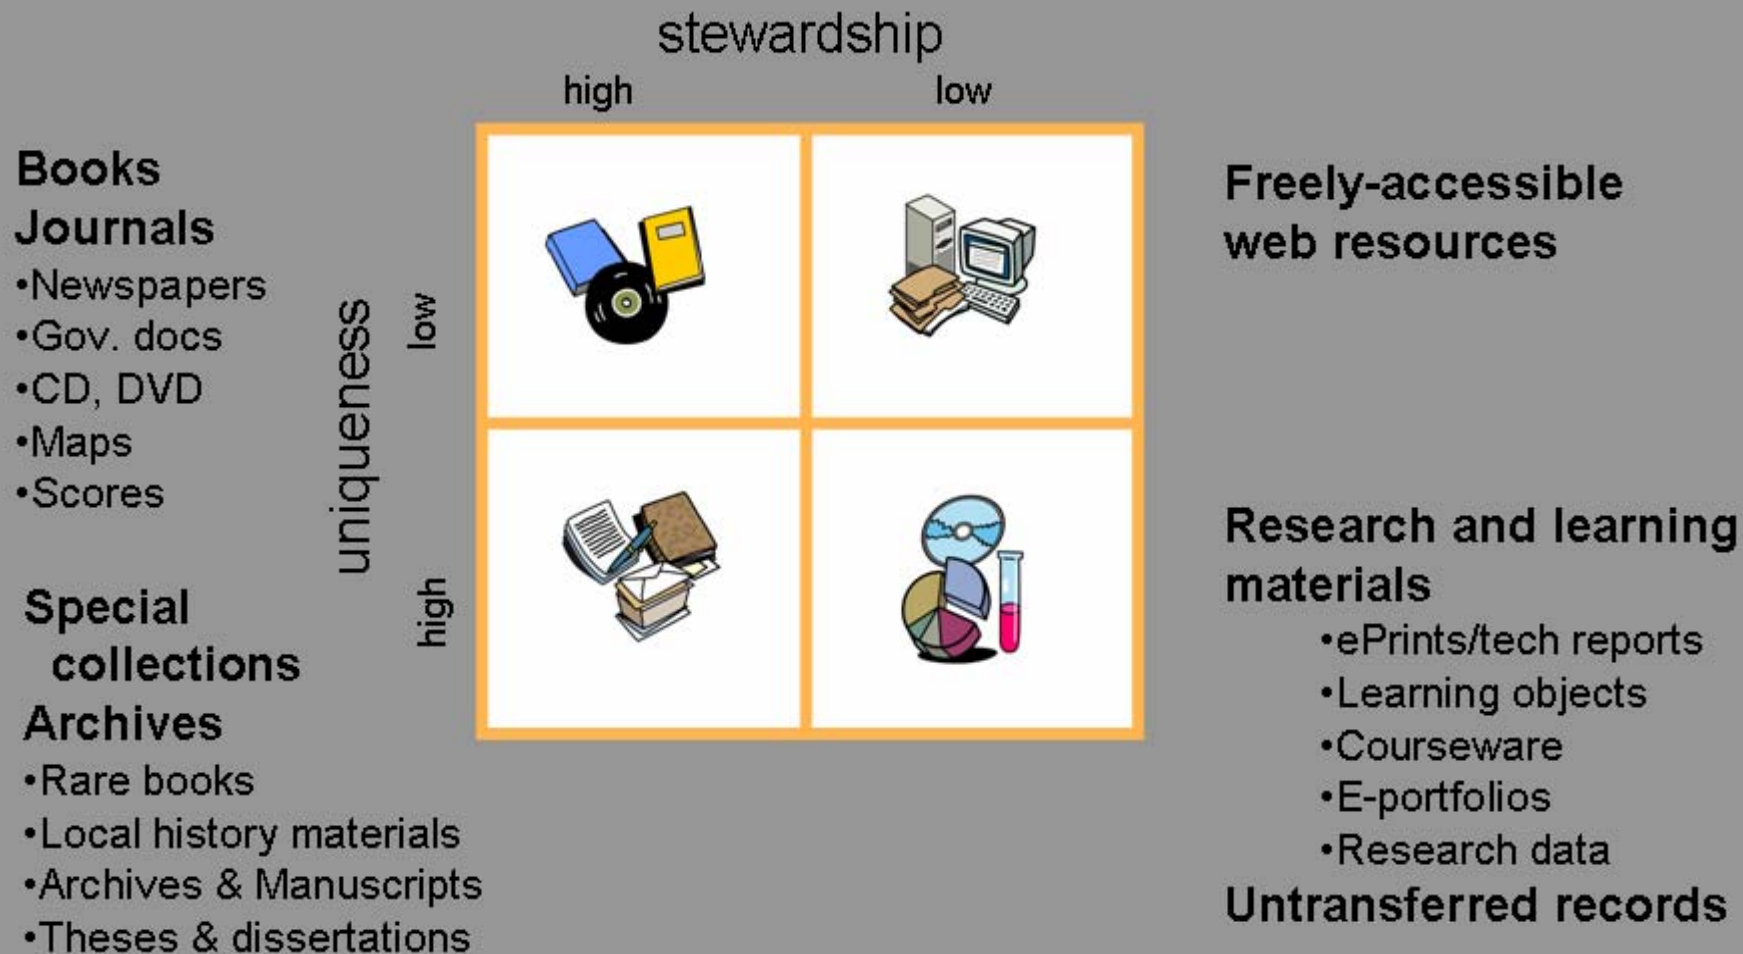 stewardship
high low
Books
Journals
•Newspapers
•Gov. docs
•CD, DVD
•Maps
•Scores
uniqueness
low
high
Special
collections
Archives
•Rare books
•Local history materials
•Archives & Manuscripts
•Theses & dissertations
Freely-accessible
web resources
Research and learning
materials
•ePrints/tech reports
•Learning objects
•Courseware
•E-portfolios
•Research data
Untransferred records